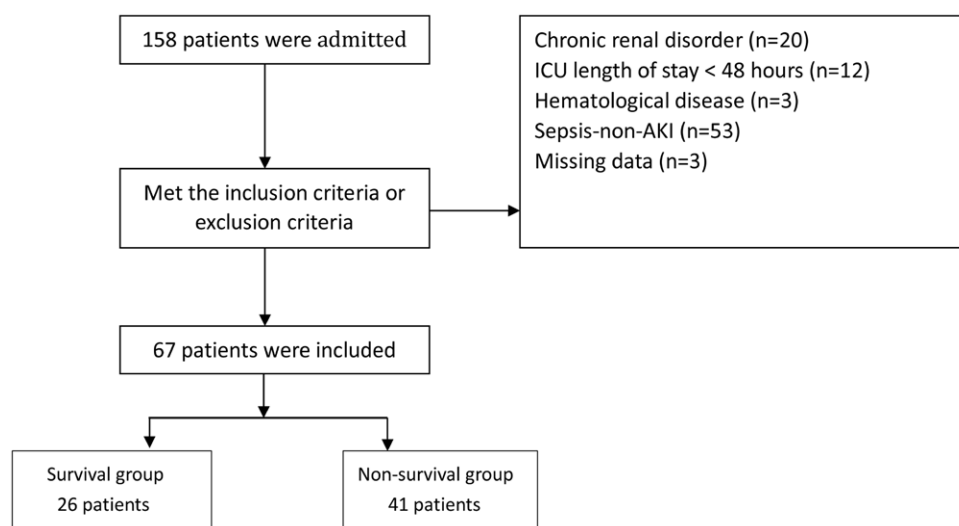 158 patients were admitted
Chronic renal disorder (n=20)
ICU length of stay < 48 hours (n=12)
Hematological disease (n=3)
Sepsis-non-AKI (n=53)
Missing data (n=3)
Met the inclusion criteria or
exclusion criteria
67 patients were included
Survival group
26 patients
Non-survival group
41 patients